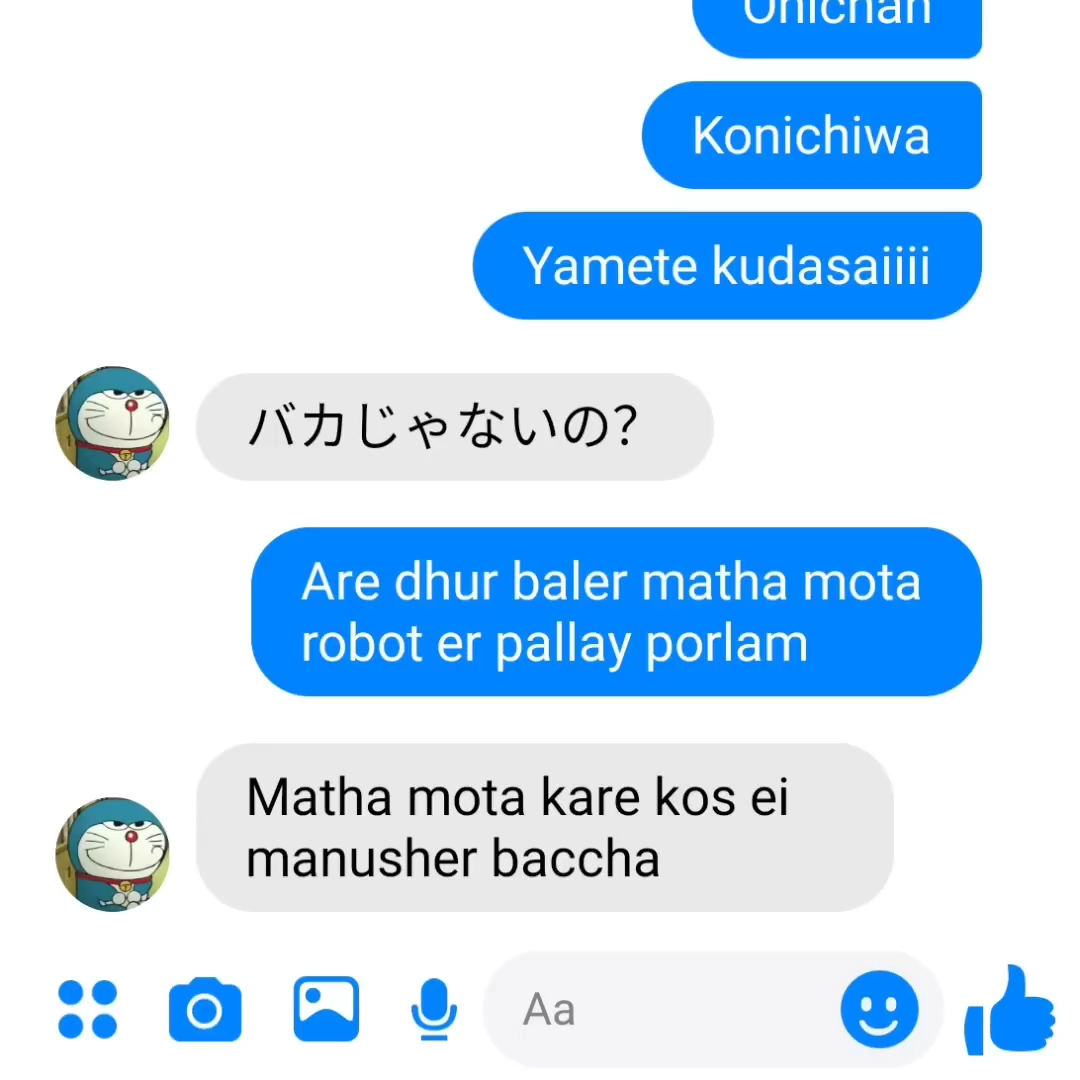 Onichan
Konichiwa
Yamete kudasaiiii
バカじゃないの?
Are dhur baler matha mota
robot er pallay porlam
Matha mota kare kos ei
manusher baccha
Aa